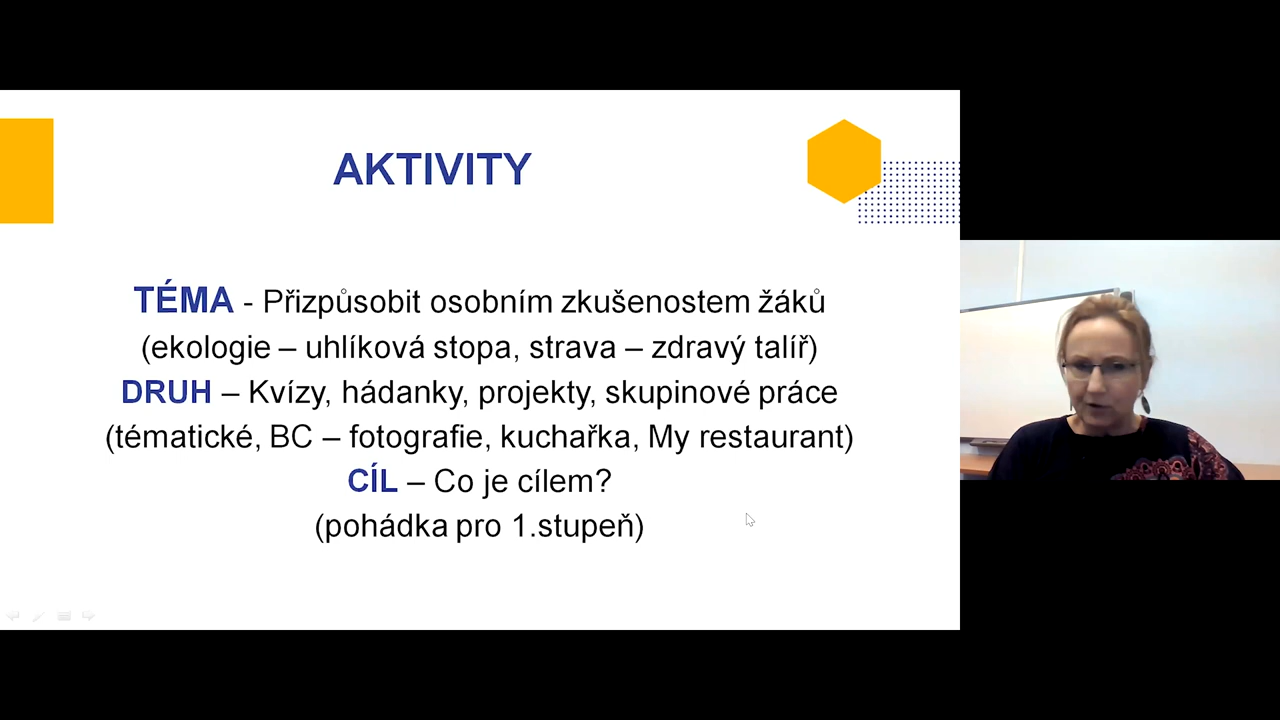 AKTIVITY
TÉMA - Přizpůsobit osobním zkušenostem žáků
(ekologie – uhlíková stopa, strava – zdravý talíř)
DRUH – Kvízy, hádanky, projekty, skupinové práce
(tématické, BC – fotografie, kuchařka, My restaurant)
CÍL – Co je cílem?
(pohádka pro 1.stupeň)